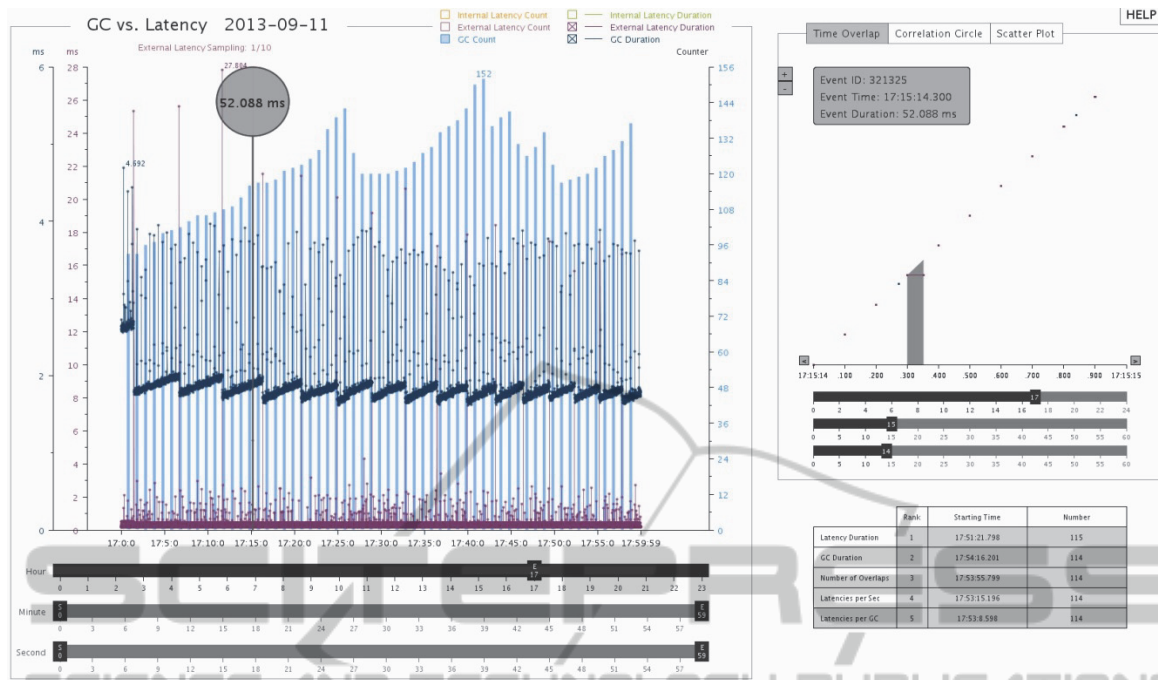 GC vs. Latency 2013-09-11
Internal Latency Count
External Latency Count
GC Count
Internal Latency Duration
External Latency Duration
GC Duration
HELP
External Latency Sampling: 1/10
ms ms Counter
6 28 156
26 144
24 132
22 120
20 108
4 18 96
16 84
14 72
12 60
2 10 48
8 36
6 24
4 12
2
0 0 0
27.804
52.088 ms
152
4.692
17:0:0 17:5:0 17:10:0 17:15:0 17:20:0 17:25:0 17:30:0 17:35:0 17:40:0 17:45:0 17:50:0 17:55:0 17:59:59
Hour E 17
0 1 2 3 4 5 6 7 8 9 10 11 12 13 14 15 16 17 18 19 20 21 22 23
Minute S 0 E 59
0 3 6 9 12 15 18 21 24 27 30 33 36 39 42 45 48 51 54 57
Second S 0 E 59
0 3 6 9 12 15 18 21 24 27 30 33 36 39 42 45 48 51 54 57
Time Overlap Correlation Circle Scatter Plot
+
-
Event ID: 321325
Event Time: 17:15:14.300
Event Duration: 52.088 ms
17:15:14 .100 .200 .300 .400 .500 .600 .700 .800 .900 17:15:15
17
0 2 4 6 8 10 12 14 16 18 20 22 24
15
0 5 10 15 20 25 30 35 40 45 50 55 60
14
0 5 10 15 20 25 30 35 40 45 50 55 60
Rank Starting Time Number
Latency Duration 1 17:51:21.798 115
GC Duration 2 17:54:16.201 114
Number of Overlaps 3 17:53:55.799 114
Latencies per Sec 4 17:53:15.196 114
Latencies per GC 5 17:53:8.598 114
SCITEPRESS
SCIENCE AND TECHNOLOGY PUBLICATIONS